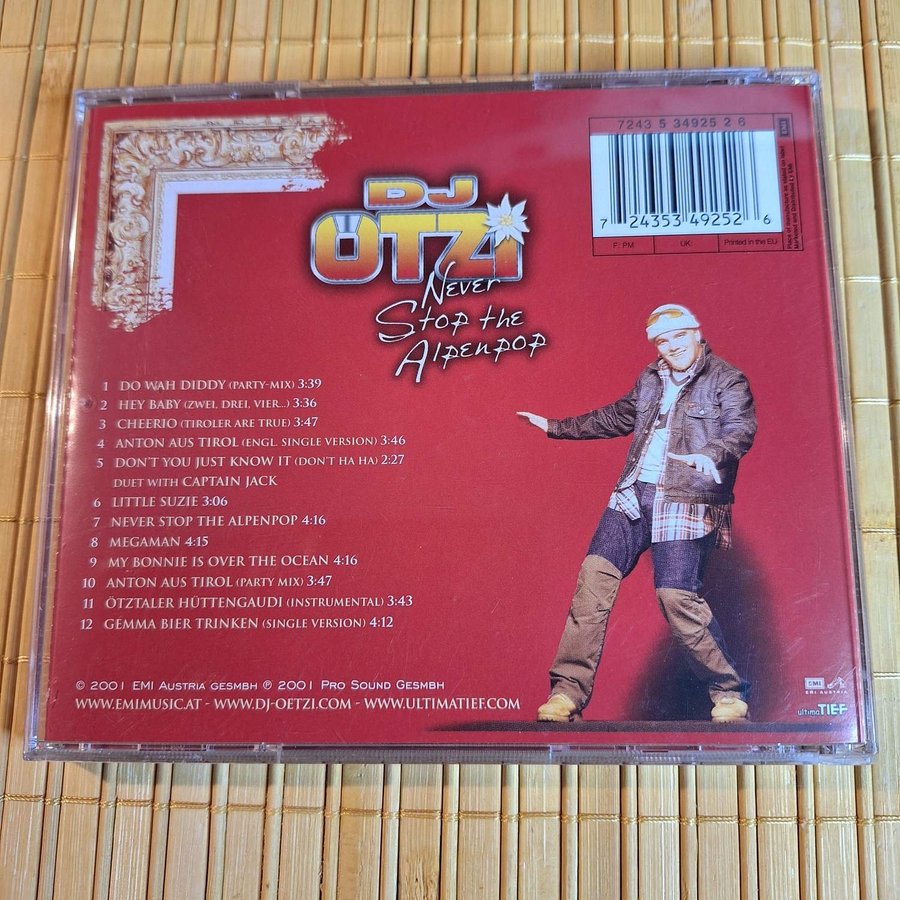 7243 5 34925 2 6
7 24353 49252 6
F: PM
UK:
Printed in the EU
EMI
DJ
ÖTZI
Never
Stop the
Alpenpop
1 DO WAH DIDDY (PARTY-MIX) 3:39
2 HEY BABY (ZWEI, DREI, VIER...) 3:36
3 CHEERIO (TIROLER ARE TRUE) 3:47
4 ANTON AUS TIROL (ENGL. SINGLE VERSION) 3:46
5 DON'T YOU JUST KNOW IT (DON'T HA HA) 2:27
DUET WITH CAPTAIN JACK
6 LITTLE SUZIE 3:06
7 NEVER STOP THE ALPENPOP 4:16
8 MEGAMAN 4:15
9 MY BONNIE IS OVER THE OCEAN 4:16
10 ANTON AUS TIROL (PARTY MIX) 3:47
11 ÖTZTALER HÜTTENGAUDI (INSTRUMENTAL) 3:43
12 GEMMA BIER TRINKEN (SINGLE VERSION) 4:12
© 2001 EMI AUSTRIA GESMBH ℗ 2001 PRO SOUND GESMBH
WWW.EMIMUSIC.AT - WWW.DJ-OETZI.COM - WWW.ULTIMATIEF.COM
EMI
EMI AUSTRIA
ultimaTIEF